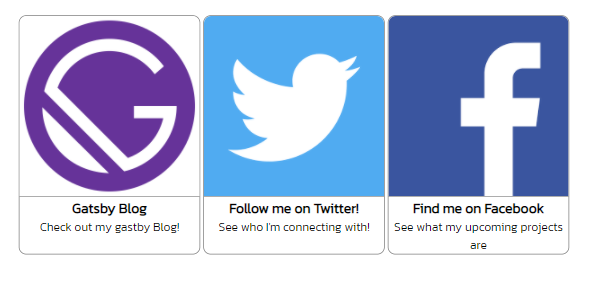 Gatsby Blog
Check out my gastby Blog!
Follow me on Twitter!
See who I'm connecting with!
Find me on Facebook
See what my upcoming projects
are